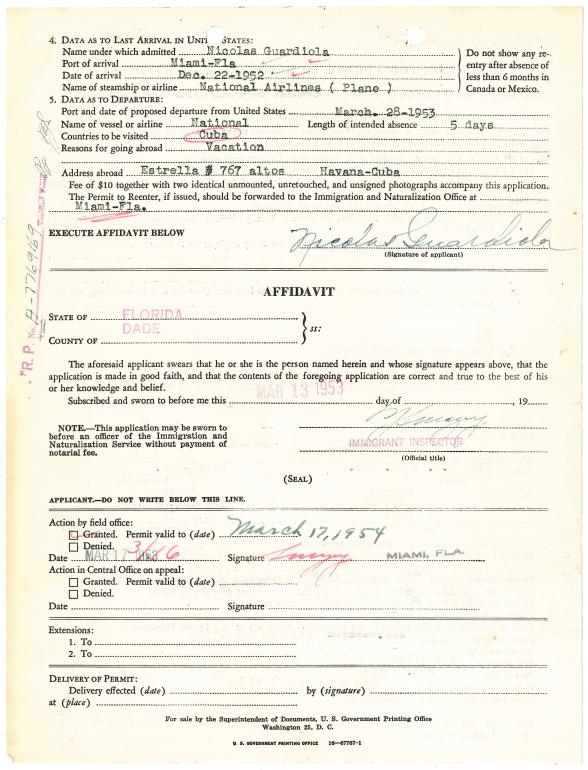 4. DATA AS TO LAST ARRIVAL IN UNITED STATES:
Name under which admitted Nicolas Guardiola
Port of arrival Miami-Fla
Date of arrival Dec. 22-1952
Name of steamship or airline National Airlines ( Plane )
Do not show any re-
entry after absence of
less than 6 months in
Canada or Mexico.
5. DATA AS TO DEPARTURE:
Port and date of proposed departure from United States March. 28-1953
Name of vessel or airline National Length of intended absence 5 days
Countries to be visited Cuba
Reasons for going abroad Vacation
Address abroad Estrella # 767 altos Havana-Cuba
Fee of $10 together with two identical unmounted, unretouched, and unsigned photographs accompany this application.
The Permit to Reenter, if issued, should be forwarded to the Immigration and Naturalization Office at
Miami-Fla.
R. P. No. A-7769169
EXECUTE AFFIDAVIT BELOW
Nicolas Guardiola
(Signature of applicant)
AFFIDAVIT
STATE OF FLORIDA
DADE
COUNTY OF
ss:
The aforesaid applicant swears that he or she is the person named herein and whose signature appears above, that the
application is made in good faith, and that the contents of the foregoing application are correct and true to the best of his
or her knowledge and belief.
Subscribed and sworn to before me this MAR 13 1953 day of , 19
NOTE.—This application may be sworn to
before an officer of the Immigration and
Naturalization Service without payment of
notarial fee.
IMMIGRANT INSPECTOR
(Official title)
(SEAL)
APPLICANT.—DO NOT WRITE BELOW THIS LINE.
Action by field office:
Granted. Permit valid to (date) March 17, 1954
Denied. 3/16
Date MAR 17 1953 Signature MIAMI, FLA.
Action in Central Office on appeal:
Granted. Permit valid to (date)
Denied.
Date Signature
Extensions:
1. To
2. To
DELIVERY OF PERMIT:
Delivery effected (date) by (signature)
at (place)
For sale by the Superintendent of Documents, U. S. Government Printing Office
Washington 25, D. C.
U. S. GOVERNMENT PRINTING OFFICE 16—67767-1